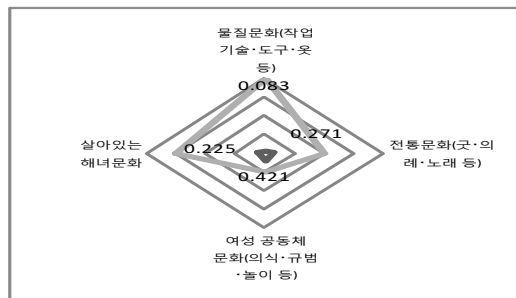 물질문화(작업
기술·도구·옷
등)
0.083
0.271
전통문화(굿·의
례·노래 등)
살아있는
해녀문화
0.225
0.421
여성 공동체
문화(의식·규범
·놀이 등)